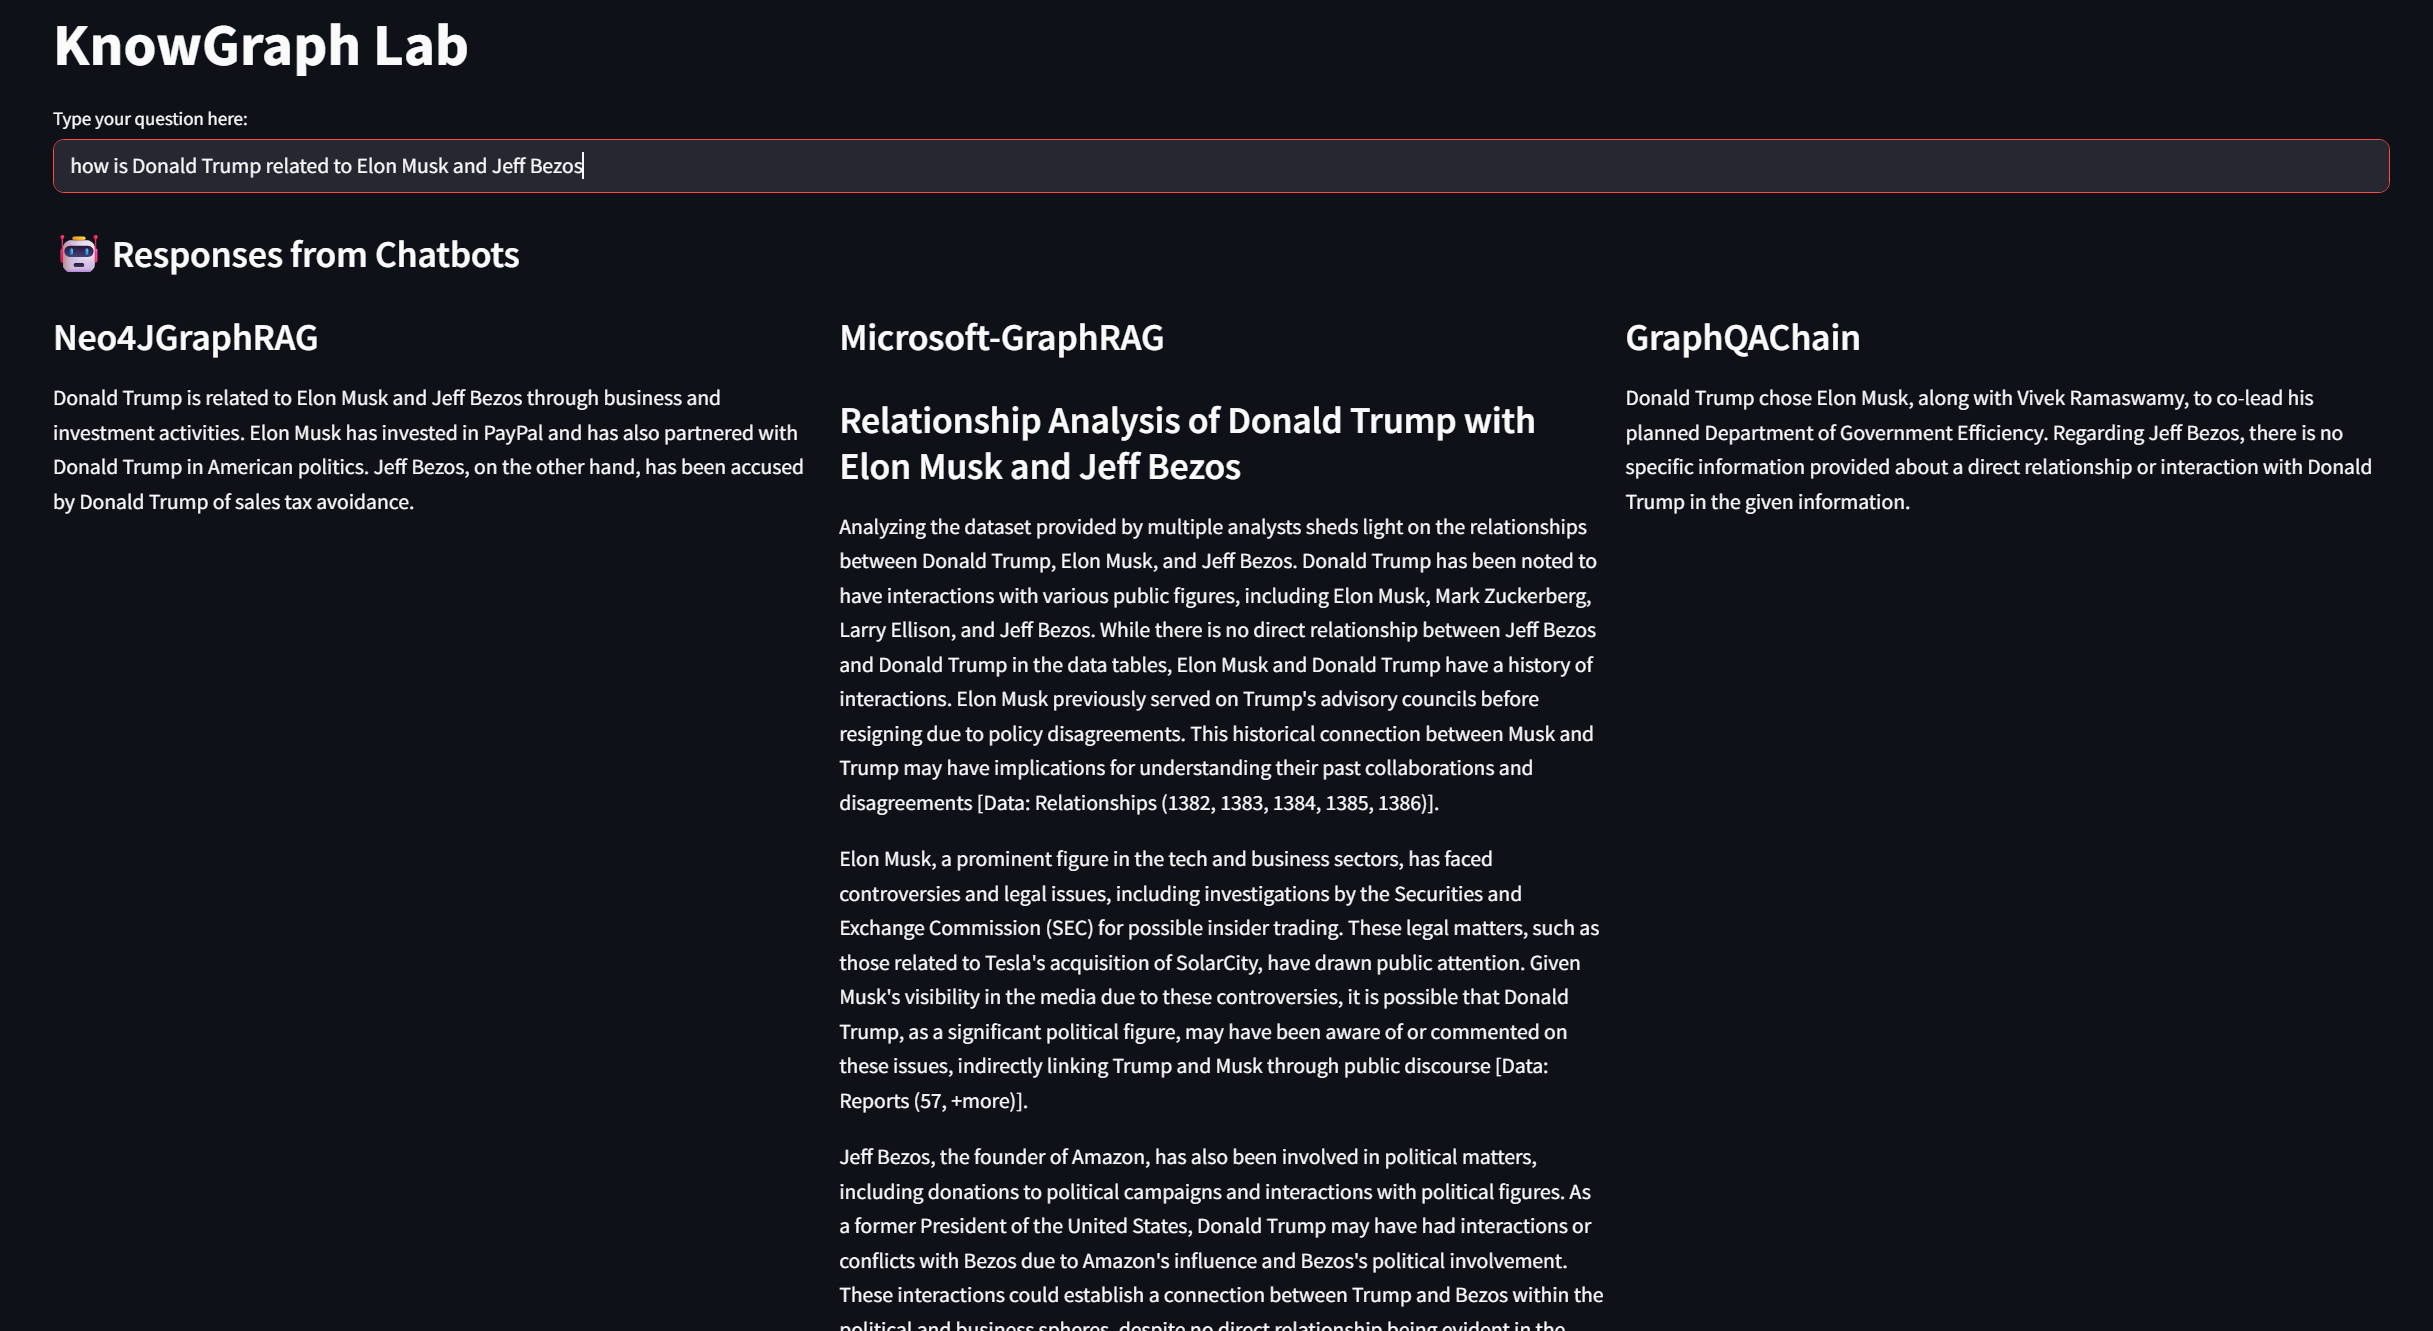 KnowGraph Lab
Type your question here:
how is Donald Trump related to Elon Musk and Jeff Bezos
Responses from Chatbots
Neo4JGraphRAG
Donald Trump is related to Elon Musk and Jeff Bezos through business and
investment activities. Elon Musk has invested in PayPal and has also partnered with
Donald Trump in American politics. Jeff Bezos, on the other hand, has been accused
by Donald Trump of sales tax avoidance.
Microsoft-GraphRAG
Relationship Analysis of Donald Trump with
Elon Musk and Jeff Bezos
Analyzing the dataset provided by multiple analysts sheds light on the relationships
between Donald Trump, Elon Musk, and Jeff Bezos. Donald Trump has been noted to
have interactions with various public figures, including Elon Musk, Mark Zuckerberg,
Larry Ellison, and Jeff Bezos. While there is no direct relationship between Jeff Bezos
and Donald Trump in the data tables, Elon Musk and Donald Trump have a history of
interactions. Elon Musk previously served on Trump's advisory councils before
resigning due to policy disagreements. This historical connection between Musk and
Trump may have implications for understanding their past collaborations and
disagreements [Data: Relationships (1382, 1383, 1384, 1385, 1386)].
Elon Musk, a prominent figure in the tech and business sectors, has faced
controversies and legal issues, including investigations by the Securities and
Exchange Commission (SEC) for possible insider trading. These legal matters, such as
those related to Tesla's acquisition of SolarCity, have drawn public attention. Given
Musk's visibility in the media due to these controversies, it is possible that Donald
Trump, as a significant political figure, may have been aware of or commented on
these issues, indirectly linking Trump and Musk through public discourse [Data:
Reports (57, +more)].
Jeff Bezos, the founder of Amazon, has also been involved in political matters,
including donations to political campaigns and interactions with political figures. As
a former President of the United States, Donald Trump may have had interactions or
conflicts with Bezos due to Amazon's influence and Bezos's political involvement.
These interactions could establish a connection between Trump and Bezos within the
political and business spheres, despite no direct relationship being evident in the
GraphQAChain
Donald Trump chose Elon Musk, along with Vivek Ramaswamy, to co-lead his
planned Department of Government Efficiency. Regarding Jeff Bezos, there is no
specific information provided about a direct relationship or interaction with Donald
Trump in the given information.